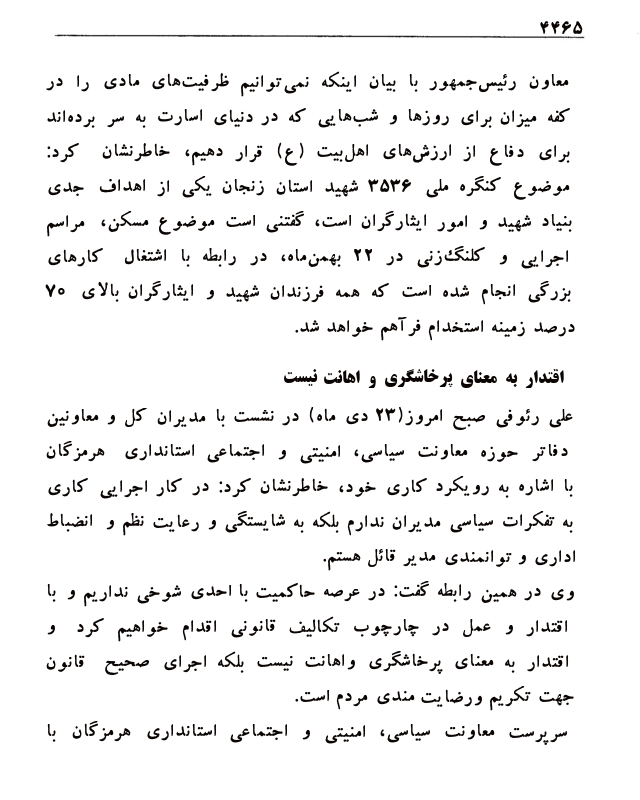 ۴۴۶۵
معاون رئیس‌جمهور با بیان اینکه نمی‌توانیم ظرفیت‌های مادی را در
کفه میزان برای روزها و شب‌هایی که در دنیای اسارت به سر برده‌اند
برای دفاع از ارزش‌های اهل‌بیت (ع) قرار دهیم، خاطرنشان کرد:
موضوع کنگره ملی ۳۵۳۶ شهید استان زنجان یکی از اهداف جدی
بنیاد شهید و امور ایثارگران است، گفتنی است موضوع مسکن، مراسم
اجرایی و کلنگ‌زنی در ۲۲ بهمن‌ماه، در رابطه با اشتغال کارهای
بزرگی انجام شده است که همه فرزندان شهید و ایثارگران بالای ۷۰
درصد زمینه استخدام فرآهم خواهد شد.
اقتدار به معنای پرخاشگری و اهانت نیست
علی رئوفی صبح امروز(۲۳ دی ماه) در نشست با مدیران کل و معاونین
دفاتر حوزه معاونت سیاسی، امنیتی و اجتماعی استانداری هرمزگان
با اشاره به رویکرد کاری خود، خاطرنشان کرد: در کار اجرایی کاری
به تفکرات سیاسی مدیران ندارم بلکه به شایستگی و رعایت نظم و انضباط
اداری و توانمندی مدیر قائل هستم.
وی در همین رابطه گفت: در عرصه حاکمیت با احدی شوخی نداریم و با
اقتدار و عمل در چارچوب تکالیف قانونی اقدام خواهیم کرد و
اقتدار به معنای پرخاشگری واهانت نیست بلکه اجرای صحیح قانون
جهت تکریم ورضایت مندی مردم است.
سرپرست معاونت سیاسی، امنیتی و اجتماعی استانداری هرمزگان با